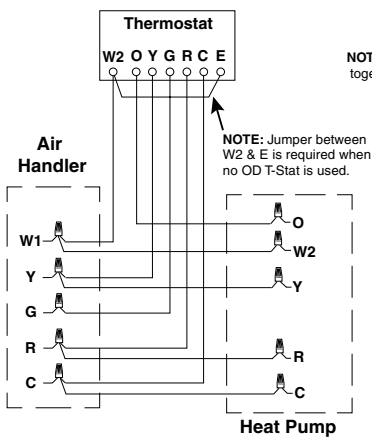 Thermostat
W2 O Y G R C E
NOT
toge
NOTE: Jumper between
W2 & E is required when
no OD T-Stat is used.
Air
Handler
W1
Y
G
R
C
O
W2
Y
R
C
Heat Pump